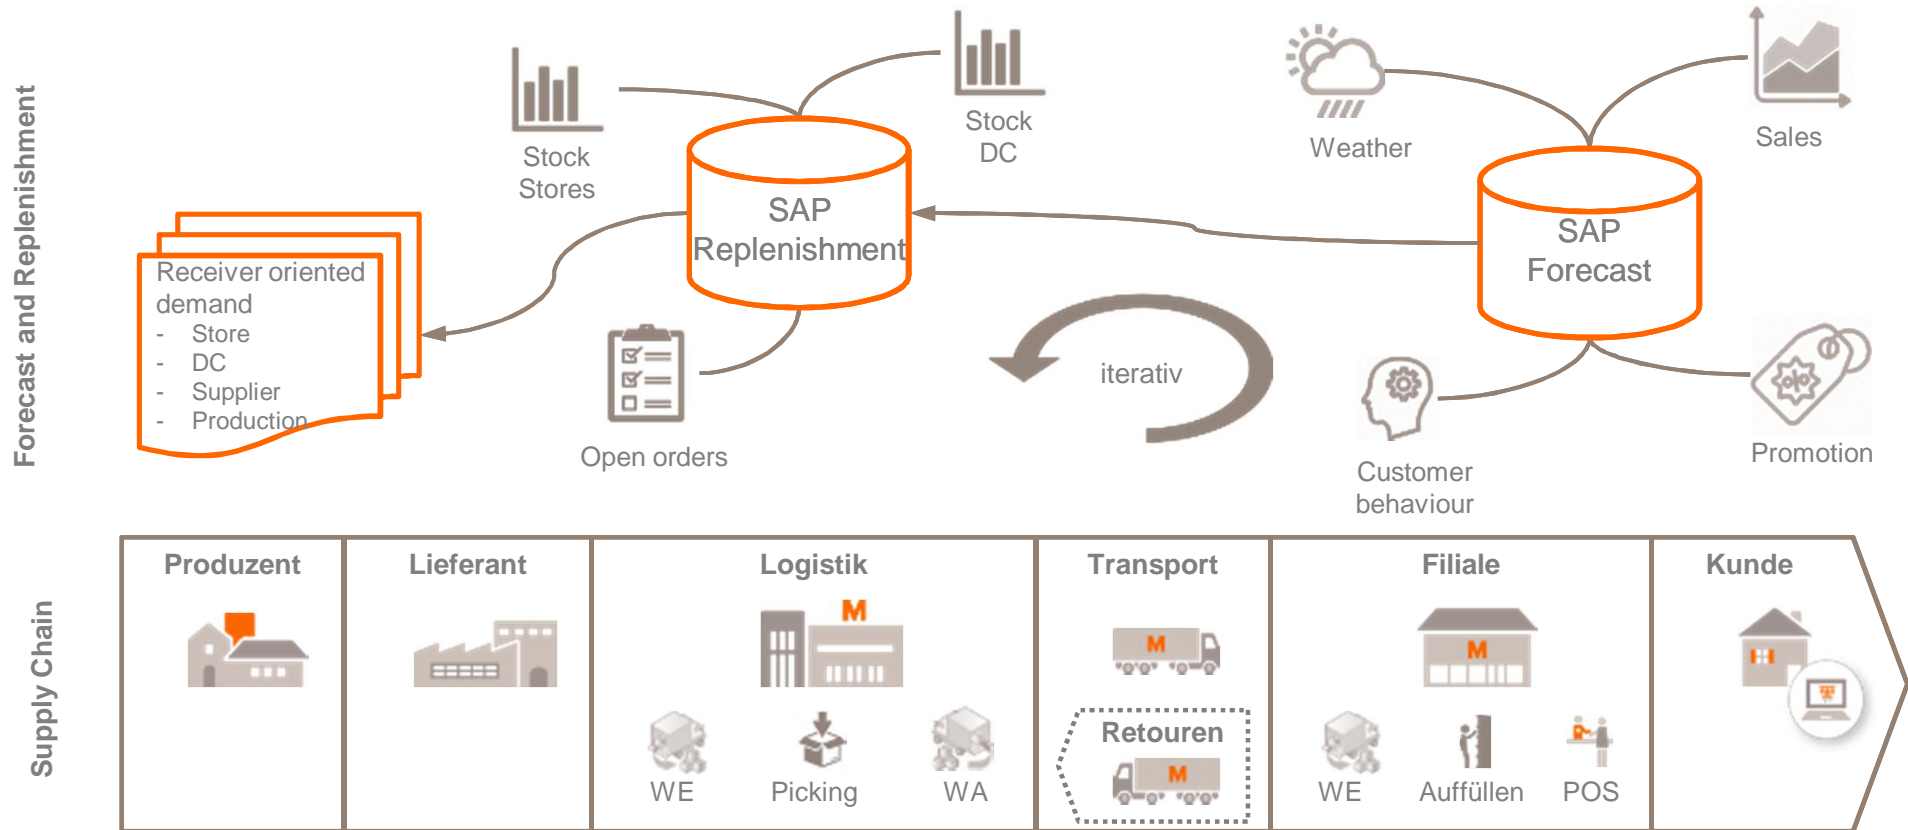 Forecast and Replenishment
Stock
Stores
Stock
DC
Weather
Sales
SAP
Replenishment
SAP
Forecast
Receiver oriented
demand
- Store
- DC
- Supplier
- Production
Open orders
iterativ
Customer
behaviour
%
Promotion
Supply Chain
Produzent
Lieferant
Logistik
M
WE
Picking
WA
Transport
M
Retouren
M
Filiale
M
WE
Auffüllen
POS
Kunde